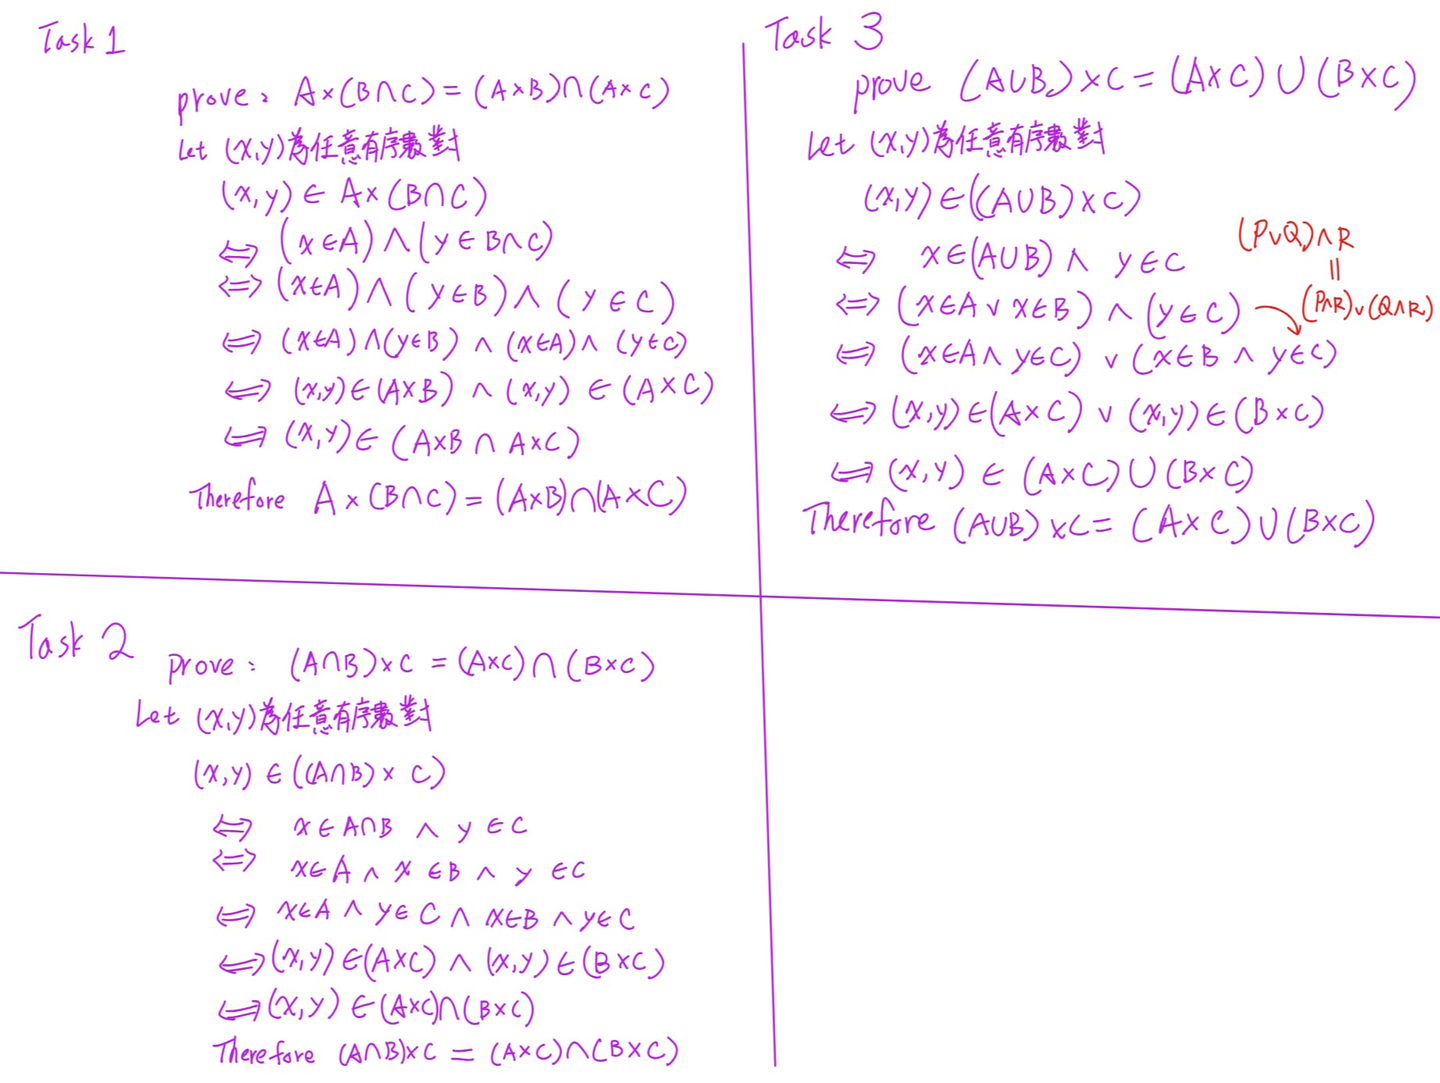 Task 1
prove: A×(B∩C)=(A×B)∩(A×C)
Let (x,y)為任意有序數對
(x,y)∈ A×(B∩C)
⇔ (x∈A)∧(y∈B∩C)
⇔ (x∈A)∧(y∈B)∧(y∈C)
⇔ (x∈A)∧(y∈B)∧(x∈A)∧(y∈C)
⇔ (x,y)∈(A×B)∧(x,y)∈(A×C)
⇔ (x,y)∈(A×B∩A×C)
Therefore A×(B∩C)=(A×B)∩(A×C)
Task 2
prove: (A∩B)×C=(A×C)∩(B×C)
Let (x,y)為任意有序數對
(x,y)∈((A∩B)×C)
⇔ x∈A∩B ∧ y∈C
⇔ x∈A ∧ x∈B ∧ y∈C
⇔ x∈A ∧ y∈C ∧ x∈B ∧ y∈C
⇔(x,y)∈(A×C)∧(x,y)∈(B×C)
⇔(x,y)∈(A×C)∩(B×C)
Therefore (A∩B)×C=(A×C)∩(B×C)
Task 3
prove (A∪B)×C=(A×C)∪(B×C)
Let (x,y)為任意有序數對
(x,y)∈((A∪B)×C)
⇔ x∈(A∪B)∧ y∈C
⇔ (x∈A∨x∈B)∧(y∈C)
⇔ (x∈A∧y∈C)∨(x∈B∧y∈C)
⇔(x,y)∈(A×C)∨(x,y)∈(B×C)
⇔(x,y)∈(A×C)∪(B×C)
Therefore (A∪B)×C=(A×C)∪(B×C)
(P∨Q)∧R
=
(P∧R)∨(Q∧R)